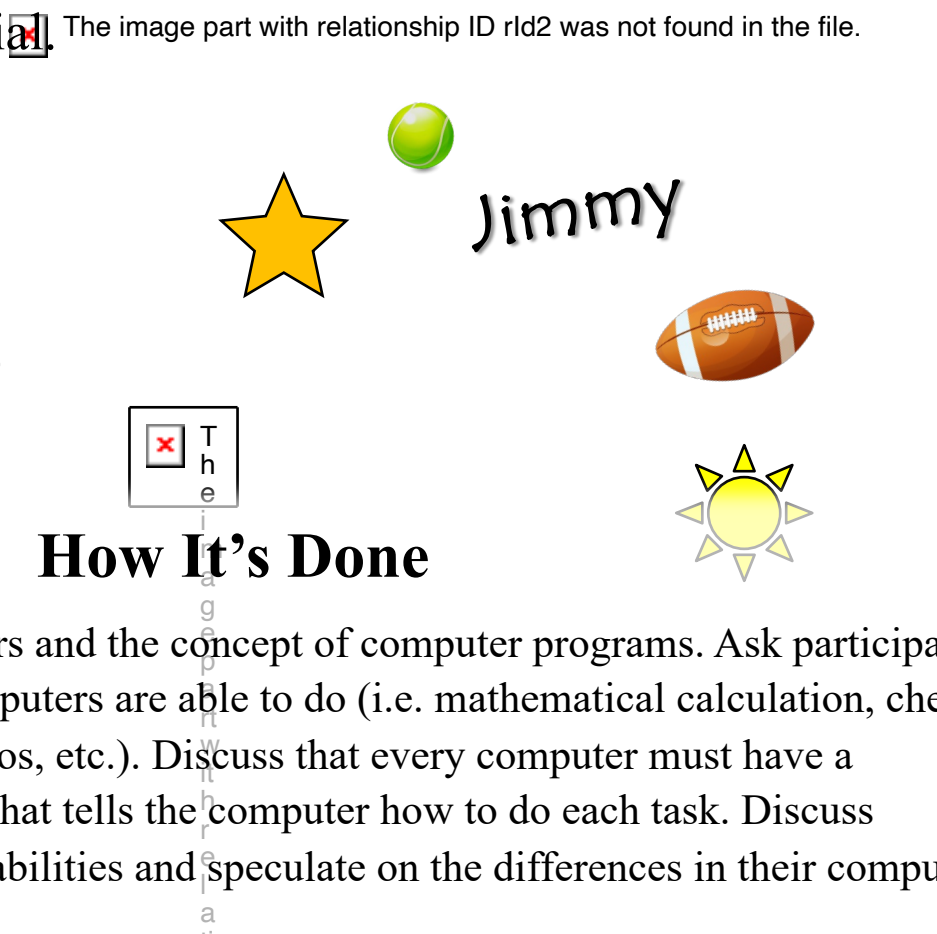 ial.
The image part with relationship ID rId2 was not found in the file.
Jimmy
T
h
e
i
m
a
g
e
p
a
r
t
w
i
t
h
r
e
l
a
How It’s Done
rs and the concept of computer programs. Ask participa
puters are able to do (i.e. mathematical calculation, che
os, etc.). Discuss that every computer must have a
hat tells the computer how to do each task. Discuss
abilities and speculate on the differences in their compu